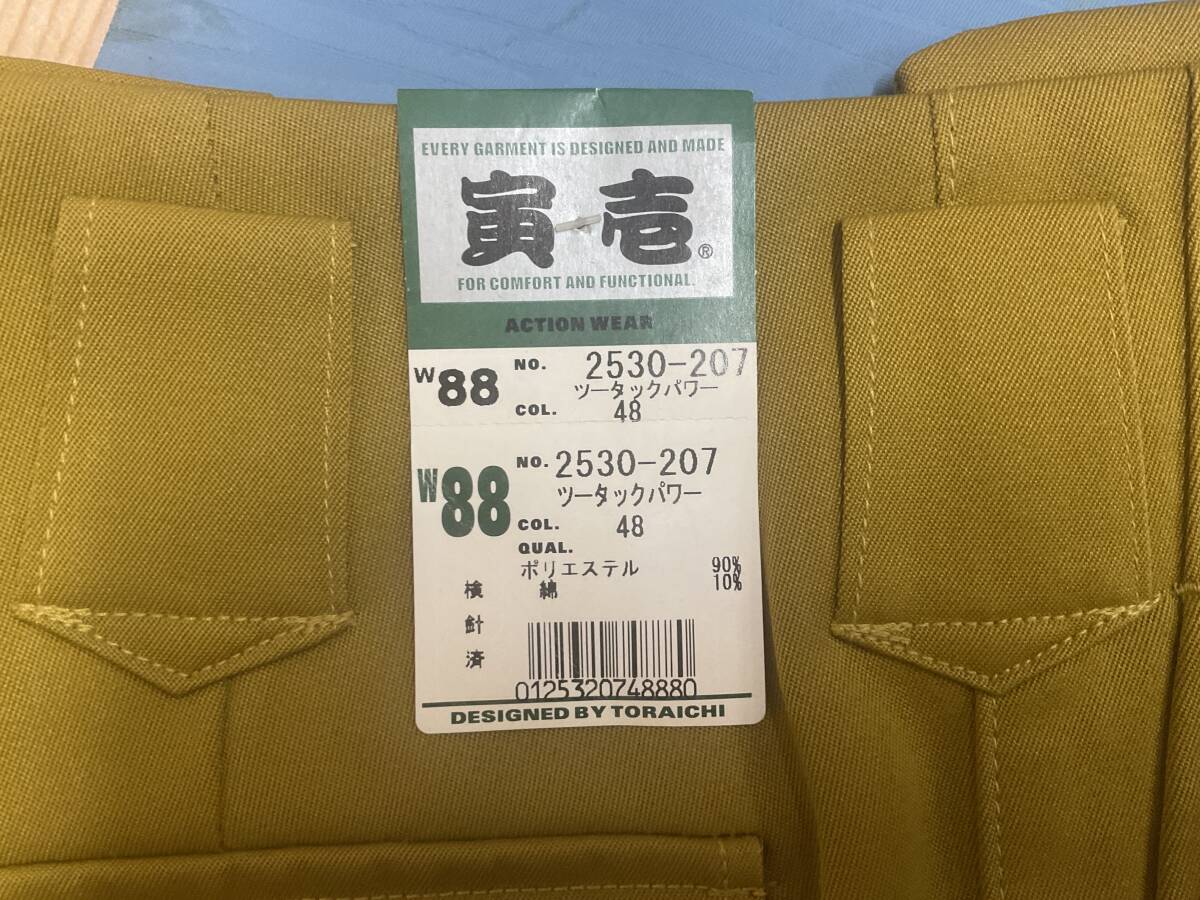 EVERY GARMENT IS DESIGNED AND MADE
寅壱®
FOR COMFORT AND FUNCTIONAL.
ACTION WEAR
W88 NO. 2530-207
ツータックパワー
COL. 48
W88 NO. 2530-207
ツータックパワー
COL. 48
QUAL.
ポリエステル 90%
綿 10%
検針済
0125320748880
DESIGNED BY TORAICHI